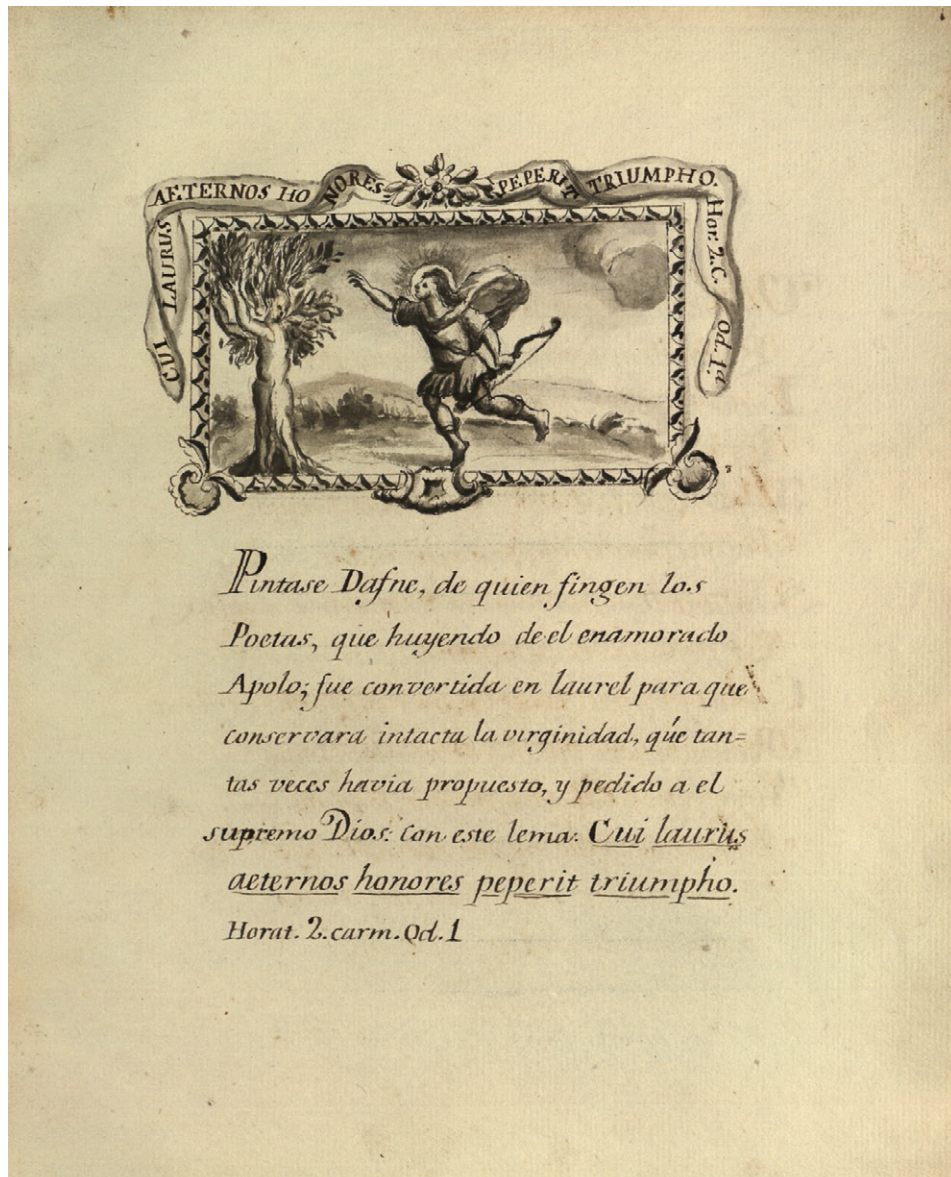 CUI LAURUS AETERNOS HONORES PEPERIT TRIUMPHO. Hor. 2. C. Od. 1a
Pintase Dafne, de quien fingen los
Poetas, que huyendo de el enamorado
Apolo; fue convertida en laurel para que
conservara intacta la virginidad, que tan=
tas veces havia propuesto, y pedido a el
supremo Dios: con este lema: Cui laurus
aeternos honores peperit triumpho.
Horat. 2. carm. Od. 1